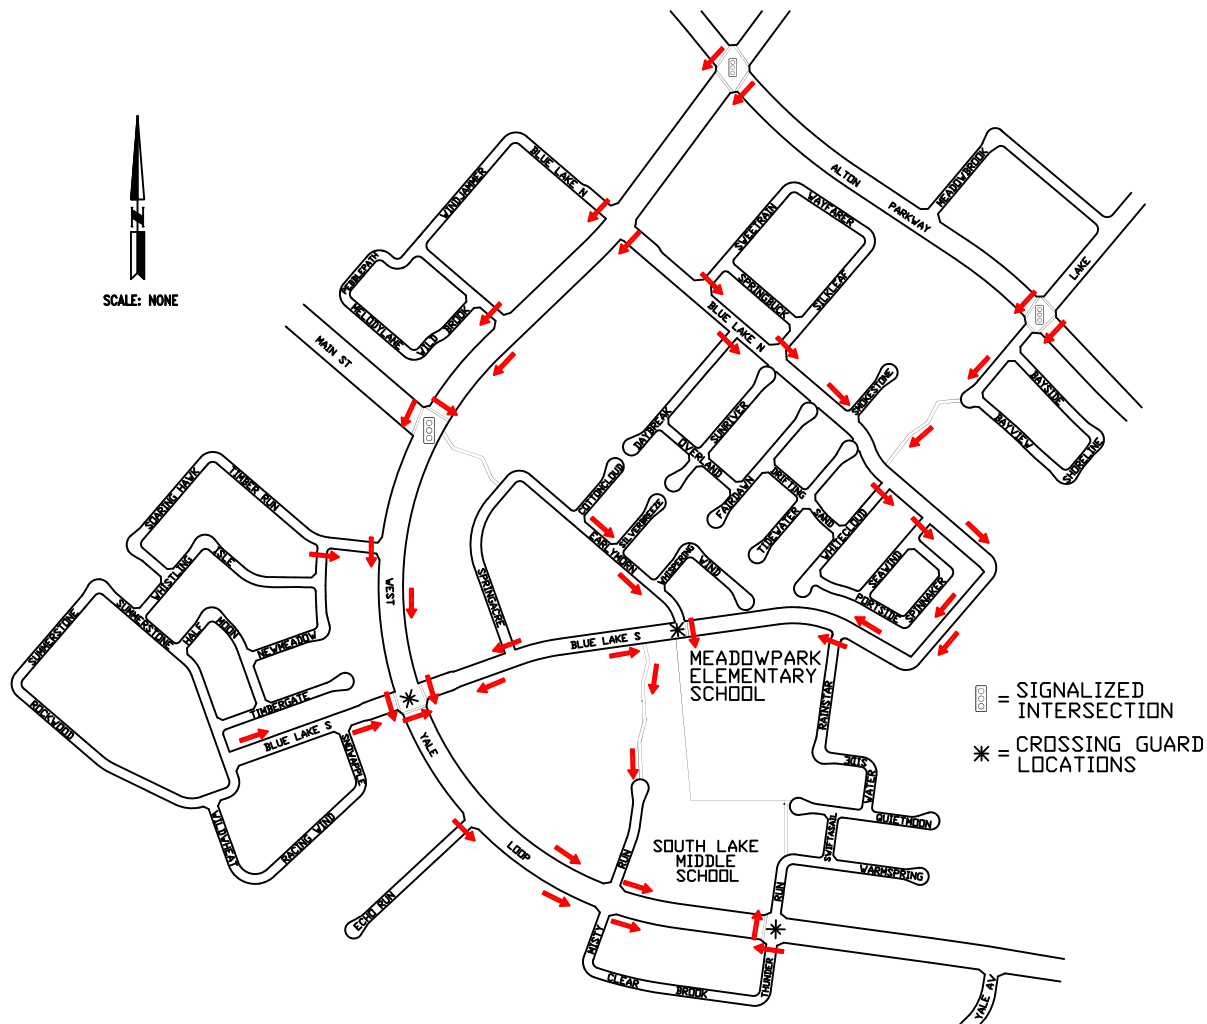 BLUE LAKE N
WINDJAMMER
PEBBLEPATH
MELODYLANE
WILD BROOK
N
SCALE: NONE
MAIN ST
ALTON PARKWAY
MEADOWBROOK
LAKE
SWEETRAIN
WAYFARER
SPRINGBUCK
SILKLEAF
BLUE LAKE N
SMOKESTONE
BAYSIDE
BAYVIEW
SHORELINE
DAYBREAK
SUNRIVER
OVERLAND
FAIRDAWN
DRIFTING SAND
TIDEWATER
WHITECLOUD
COTTONCLOUD
SILVERBREEZE
EARLYMORN
WHISPERING WIND
SEAWIND
PORTSIDE
SPINNAKER
SOARING HAWK
TIMBER RUN
WHISTLING ISLE
SUMMERSTONE
SUMMERSTONE
HALF MOON
NEWMEADOW
TIMBERGATE
ROCKWOOD
BLUE LAKE S
SNOWAPPLE
WILDWHEAT
RACING WIND
WEST
YALE
LOOP
SPRINGACRE
BLUE LAKE S
MEADOWPARK
ELEMENTARY
SCHOOL
RAINSTAR
WATER SIDE
QUIETMOON
SWIFTASAIL
WARMSPRING
SOUTH LAKE
MIDDLE
SCHOOL
RUN
RUN
ECHO RUN
MISTY
CLEAR BROOK
THUNDER
YALE AV
= SIGNALIZED
INTERSECTION
= CROSSING GUARD
LOCATIONS